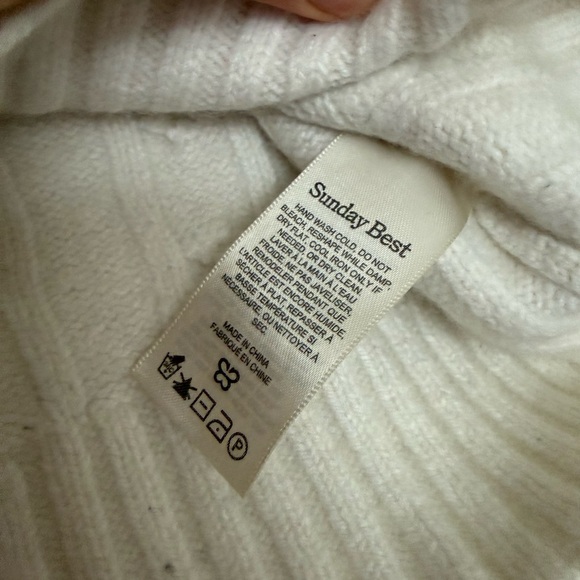 Sunday Best
HAND WASH COLD, DO NOT
BLEACH, RESHAPE WHILE DAMP,
DRY FLAT, COOL IRON ONLY IF
NEEDED, OR DRY CLEAN.
LAVER À LA MAIN À L'EAU
FROIDE, NE PAS JAVELISER,
REMODELER PENDANT QUE
L'ARTICLE EST ENCORE HUMIDE,
SÉCHER À PLAT, REPASSER À
BASSE TEMPÉRATURE SI
NÉCESSAIRE, OU NETTOYER À
SEC
MADE IN CHINA
FABRIQUÉ EN CHINE
P